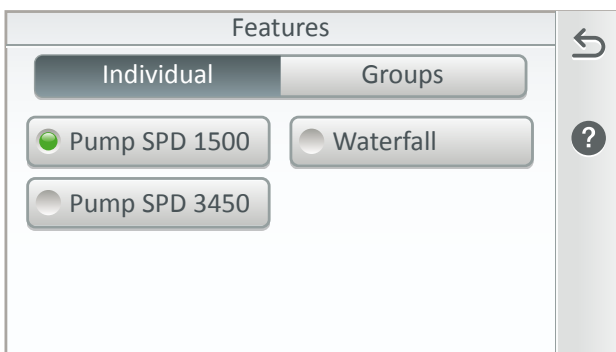 Features
Individual Groups
Pump SPD 1500 Waterfall
Pump SPD 3450
?